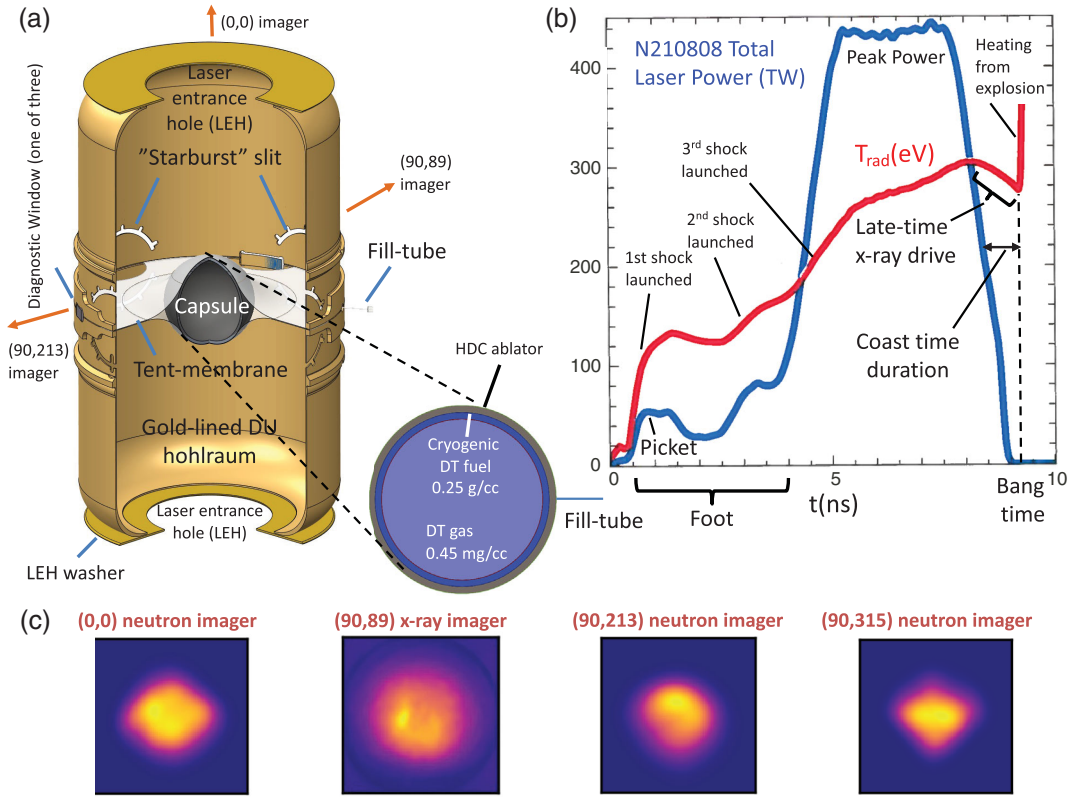 (a)
(0,0) imager
Laser
entrance
hole (LEH)
”Starburst” slit
Diagnostic Window (one of three)
(90,89)
imager
Fill-tube
Capsule
(90,213)
imager
Tent-membrane
HDC ablator
Gold-lined DU
hohlraum
Laser entrance
hole (LEH)
LEH washer
Cryogenic
DT fuel
0.25 g/cc
DT gas
0.45 mg/cc
Fill-tube
(b)
N210808 Total
Laser Power (TW)
Peak Power
Heating
from
explosion
Trad(eV)
3rd shock
launched
2nd shock
launched
1st shock
launched
Late-time
x-ray drive
Coast time
duration
Picket
Foot
400
300
200
100
0
0
5
10
t(ns)
Bang
time
(c)
(0,0) neutron imager
(90,89) x-ray imager
(90,213) neutron imager
(90,315) neutron imager